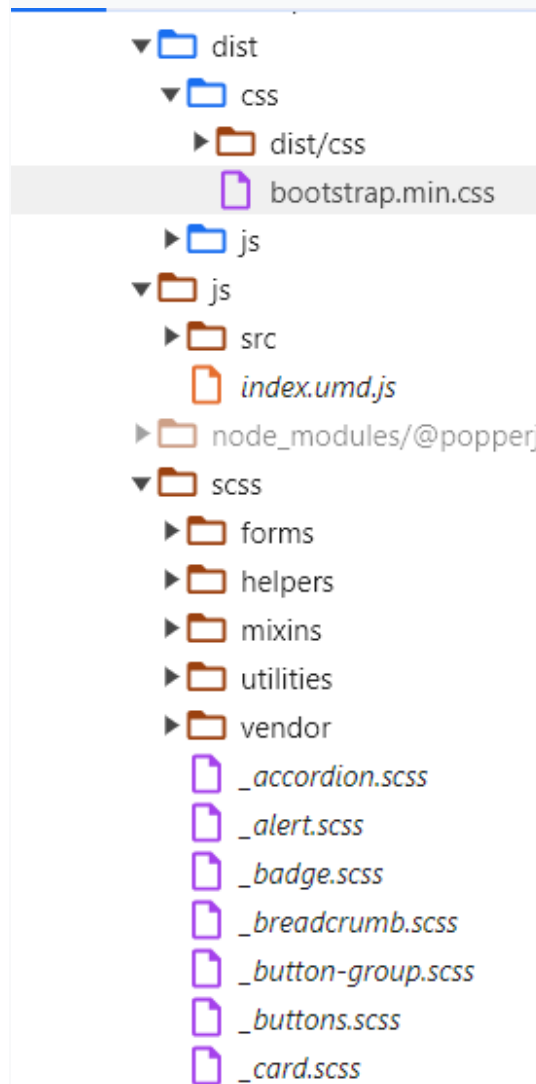 dist
css
dist/css
bootstrap.min.css
js
js
src
index.umd.js
node_modules/@popperj
scss
forms
helpers
mixins
utilities
vendor
_accordion.scss
_alert.scss
_badge.scss
_breadcrumb.scss
_button-group.scss
_buttons.scss
_card.scss